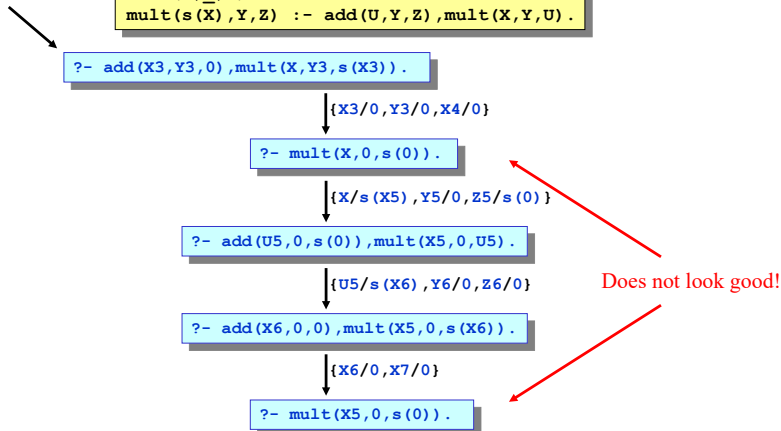 mult(s(X),Y,Z) :- add(U,Y,Z),mult(X,Y,U).
?- add(X3,Y3,0),mult(X,Y3,s(X3)).
{X3/0,Y3/0,X4/0}
?- mult(X,0,s(0)).
{X/s(X5),Y5/0,Z5/s(0)}
?- add(U5,0,s(0)),mult(X5,0,U5).
{U5/s(X6),Y6/0,Z6/0}
Does not look good!
?- add(X6,0,0),mult(X5,0,s(X6)).
{X6/0,X7/0}
?- mult(X5,0,s(0)).